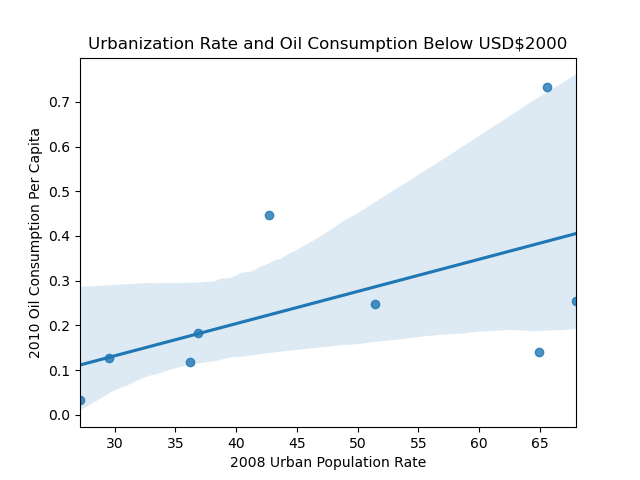 Urbanization Rate and Oil Consumption Below USD$2000
2010 Oil Consumption Per Capita
0.7
0.6
0.5
0.4
0.3
0.2
0.1
0.0
30 35 40 45 50 55 60 65
2008 Urban Population Rate